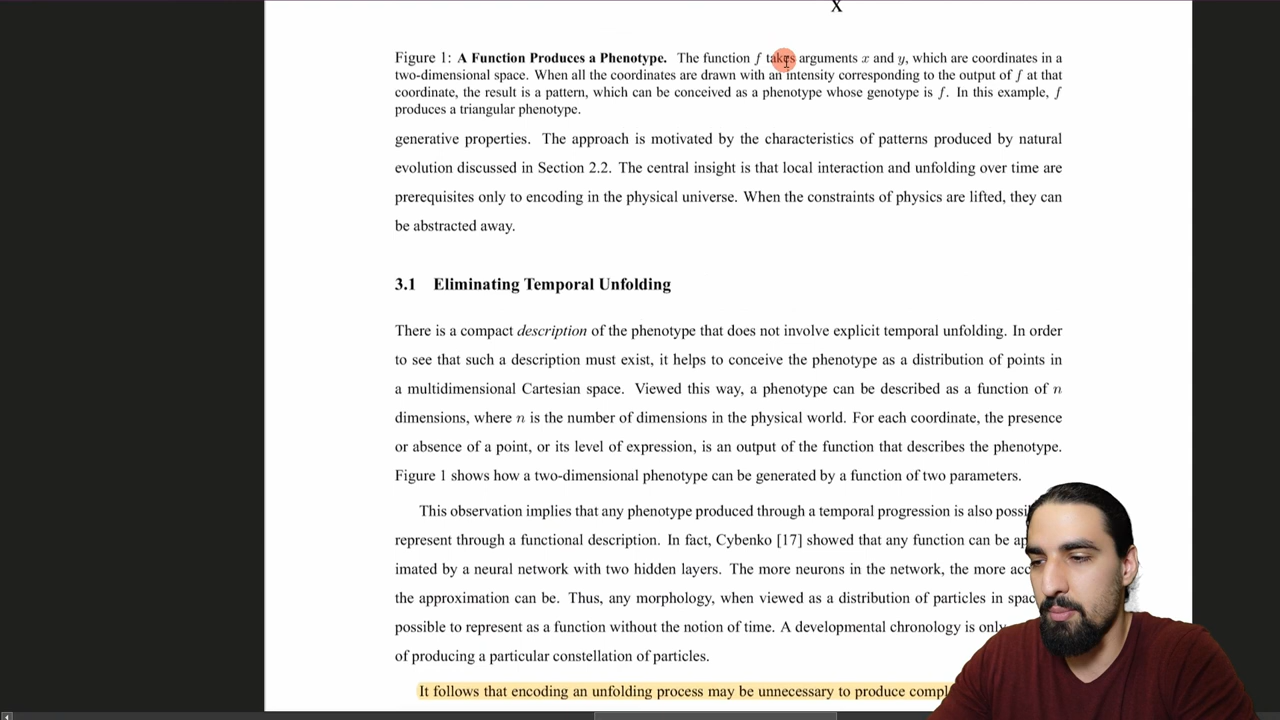 X
Figure 1: A Function Produces a Phenotype. The function f takes arguments x and y, which are coordinates in a
two-dimensional space. When all the coordinates are drawn with an intensity corresponding to the output of f at that
coordinate, the result is a pattern, which can be conceived as a phenotype whose genotype is f. In this example, f
produces a triangular phenotype.
generative properties. The approach is motivated by the characteristics of patterns produced by natural
evolution discussed in Section 2.2. The central insight is that local interaction and unfolding over time are
prerequisites only to encoding in the physical universe. When the constraints of physics are lifted, they can
be abstracted away.
3.1 Eliminating Temporal Unfolding
There is a compact description of the phenotype that does not involve explicit temporal unfolding. In order
to see that such a description must exist, it helps to conceive the phenotype as a distribution of points in
a multidimensional Cartesian space. Viewed this way, a phenotype can be described as a function of n
dimensions, where n is the number of dimensions in the physical world. For each coordinate, the presence
or absence of a point, or its level of expression, is an output of the function that describes the phenotype.
Figure 1 shows how a two-dimensional phenotype can be generated by a function of two parameters.
This observation implies that any phenotype produced through a temporal progression is also
represent through a functional description. In fact, Cybenko [17] showed that any function can be
imated by a neural network with two hidden layers. The more neurons in the network, the more
the approximation can be. Thus, any morphology, when viewed as a distribution of particles in
possible to represent as a function without the notion of time. A developmental chronology is only
of producing a particular constellation of particles.
It follows that encoding an unfolding process may be unnecessary to produce